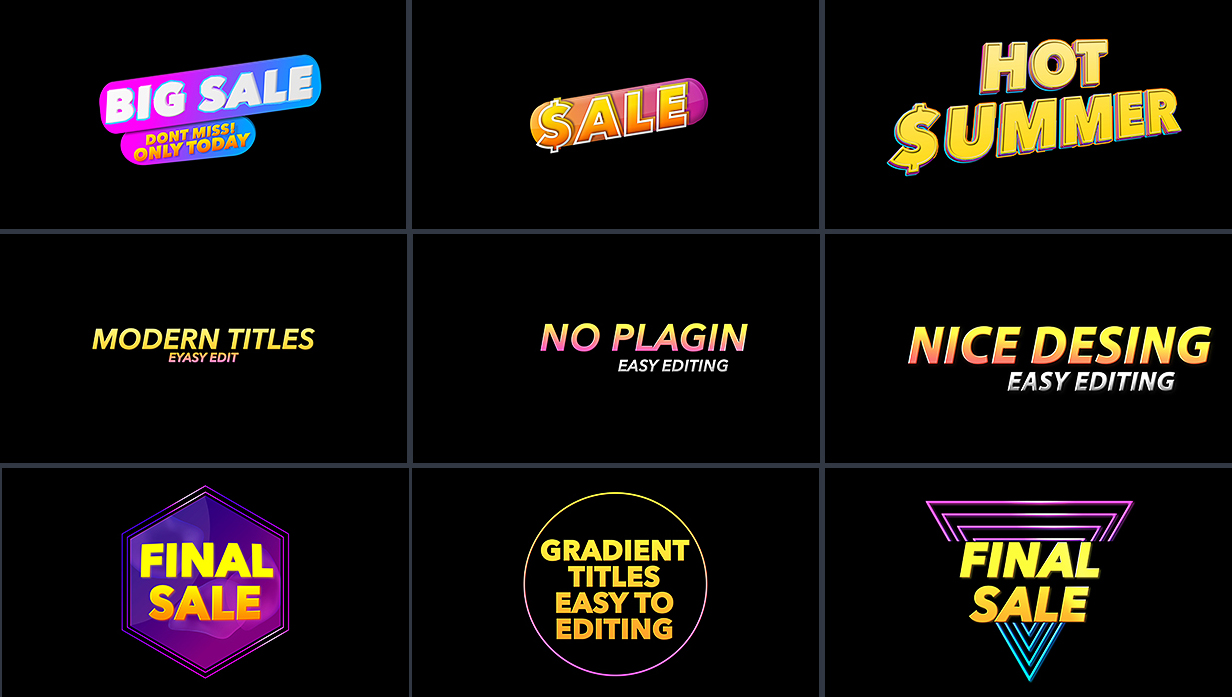 BIG SALE
DONT MISS!
ONLY TODAY
$ALE
HOT
$UMMER
MODERN TITLES
EYASY EDIT
NO PLAGIN
EASY EDITING
NICE DESING
EASY EDITING
FINAL
SALE
GRADIENT
TITLES
EASY TO
EDITING
FINAL
SALE